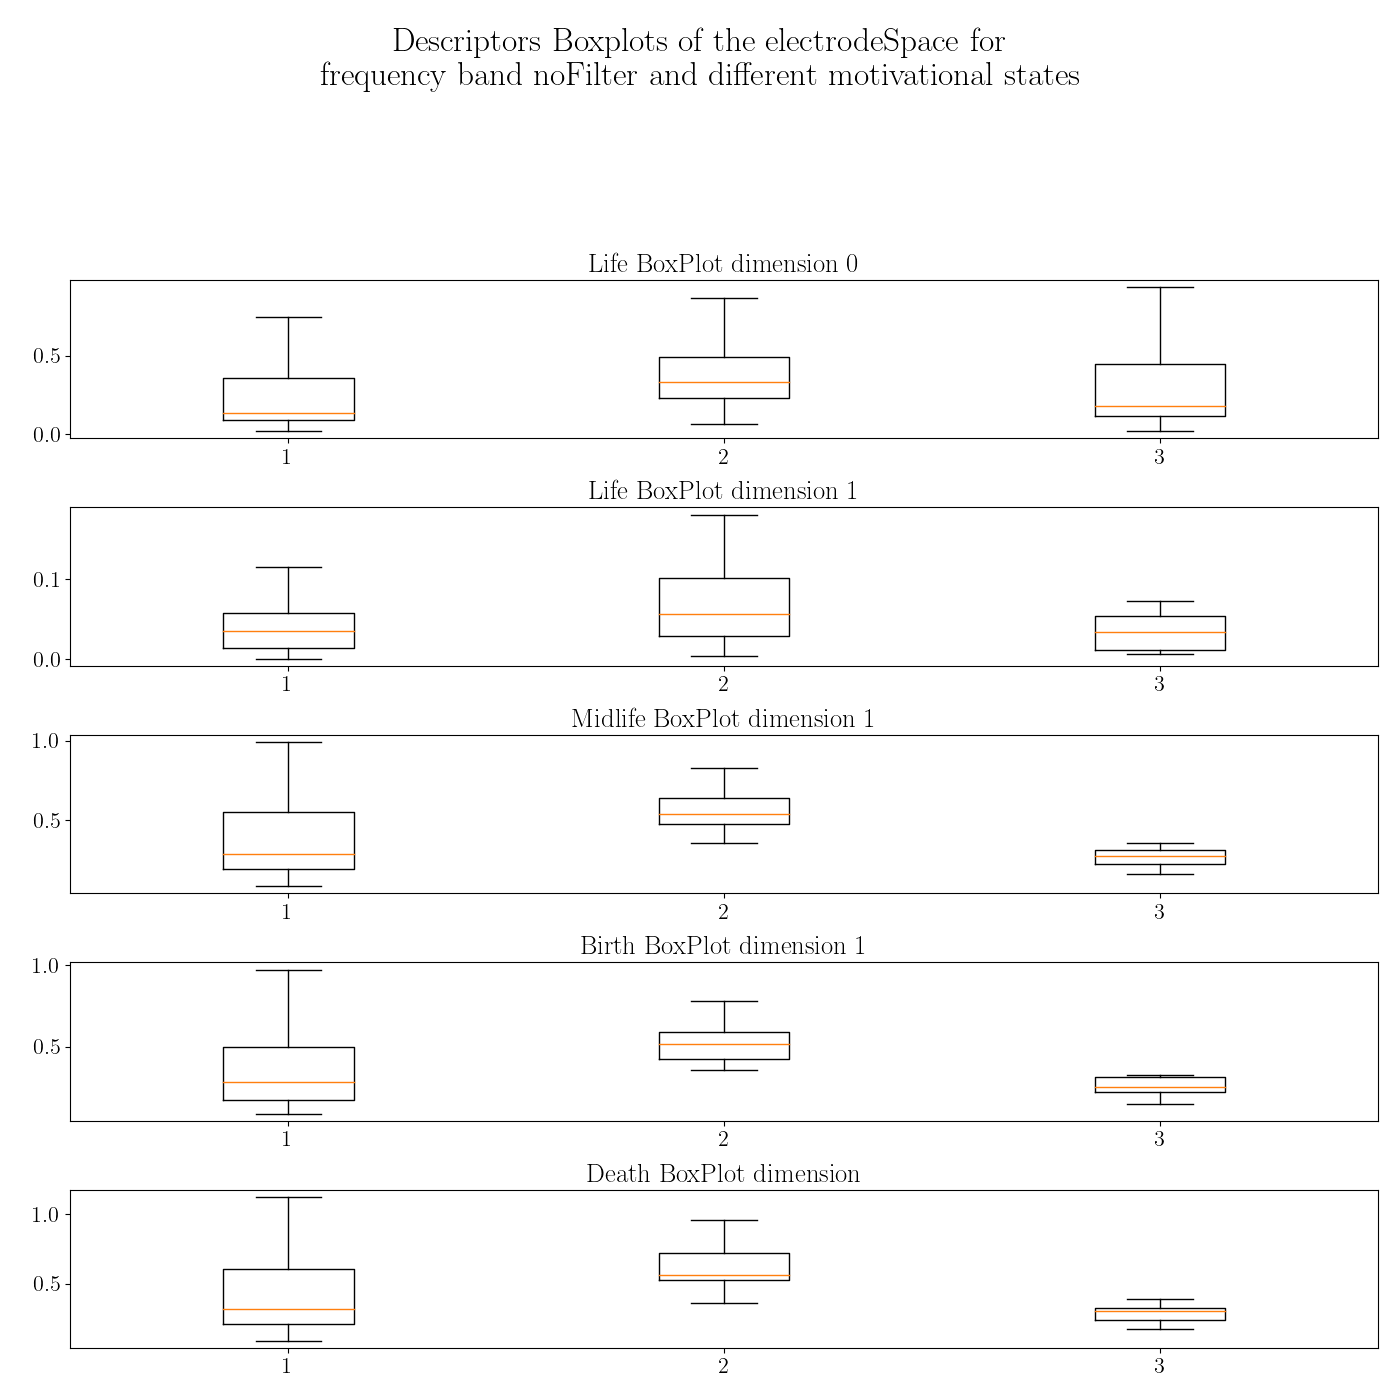 Descriptors Boxplots of the electrodeSpace for
frequency band noFilter and different motivational states
Life BoxPlot dimension 0
0.5
0.0
1 2 3
Life BoxPlot dimension 1
0.1
0.0
1 2 3
Midlife BoxPlot dimension 1
1.0
0.5
1 2 3
Birth BoxPlot dimension 1
1.0
0.5
1 2 3
Death BoxPlot dimension
1.0
0.5
1 2 3